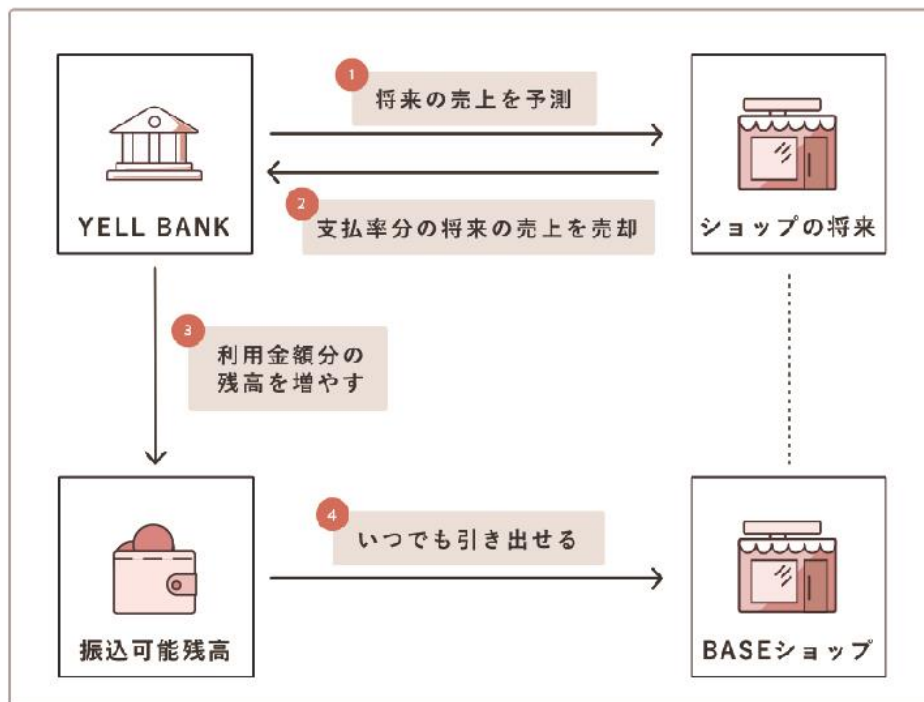 1
将来の売上を予測
2
支払率分の将来の売上を売却
YELL BANK
ショップの将来
3
利用金額分の
残高を増やす
4
いつでも引き出せる
振込可能残高
BASEショップ